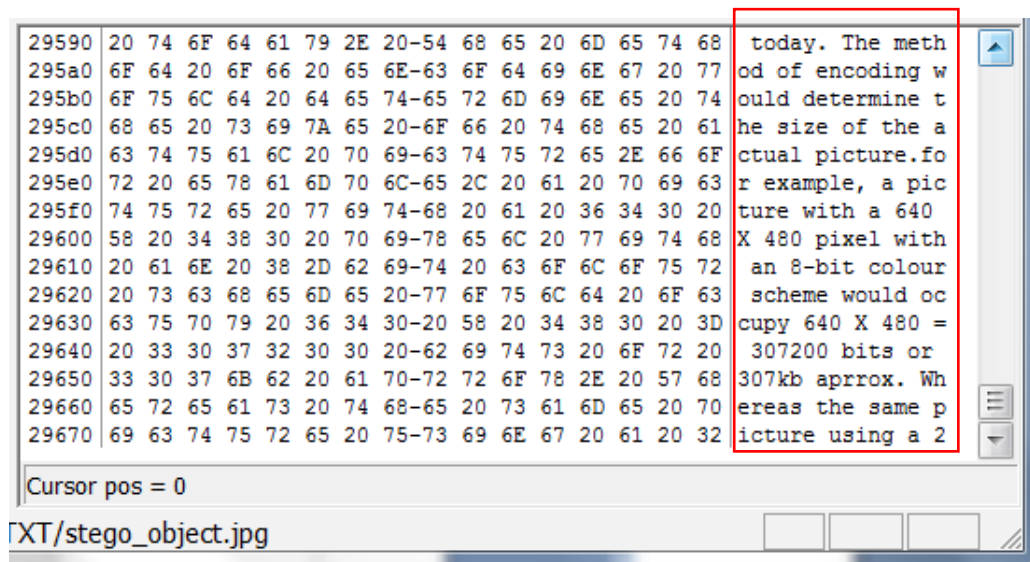 29590 20 74 6F 64 61 79 2E 20-54 68 65 20 6D 65 74 68 today. The meth
295a0 6F 64 20 6F 66 20 65 6E-63 6F 64 69 6E 67 20 77 od of encoding w
295b0 6F 75 6C 64 20 64 65 74-65 72 6D 69 6E 65 20 74 ould determine t
295c0 68 65 20 73 69 7A 65 20-6F 66 20 74 68 65 20 61 he size of the a
295d0 63 74 75 61 6C 20 70 69-63 74 75 72 65 2E 66 6F ctual picture.fo
295e0 72 20 65 78 61 6D 70 6C-65 2C 20 61 20 70 69 63 r example, a pic
295f0 74 75 72 65 20 77 69 74-68 20 61 20 36 34 30 20 ture with a 640
29600 58 20 34 38 30 20 70 69-78 65 6C 20 77 69 74 68 X 480 pixel with
29610 20 61 6E 20 38 2D 62 69-74 20 63 6F 6C 6F 75 72 an 8-bit colour
29620 20 73 63 68 65 6D 65 20-77 6F 75 6C 64 20 6F 63 scheme would oc
29630 63 75 70 79 20 36 34 30-20 58 20 34 38 30 20 3D cupy 640 X 480 =
29640 20 33 30 37 32 30 30 20-62 69 74 73 20 6F 72 20 307200 bits or
29650 33 30 37 6B 62 20 61 70-72 72 6F 78 2E 20 57 68 307kb aprrox. Wh
29660 65 72 65 61 73 20 74 68-65 20 73 61 6D 65 20 70 ereas the same p
29670 69 63 74 75 72 65 20 75-73 69 6E 67 20 61 20 32 icture using a 2
Cursor pos = 0
TXT/stego_object.jpg